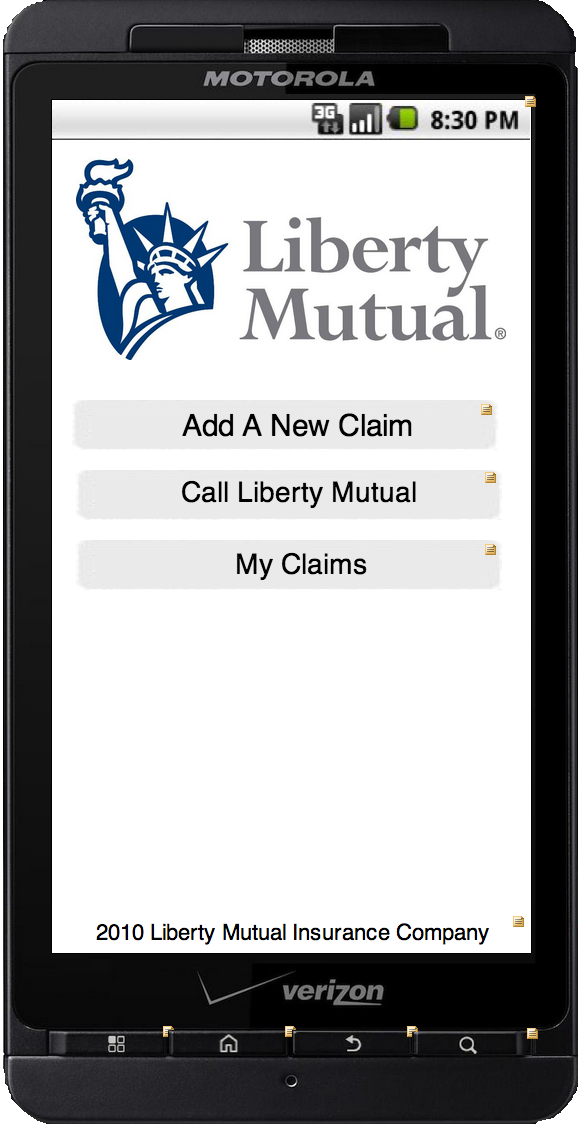 MOTOROLA
3G
8:30 PM
Liberty
Mutual®
Add A New Claim
Call Liberty Mutual
My Claims
2010 Liberty Mutual Insurance Company
verizon